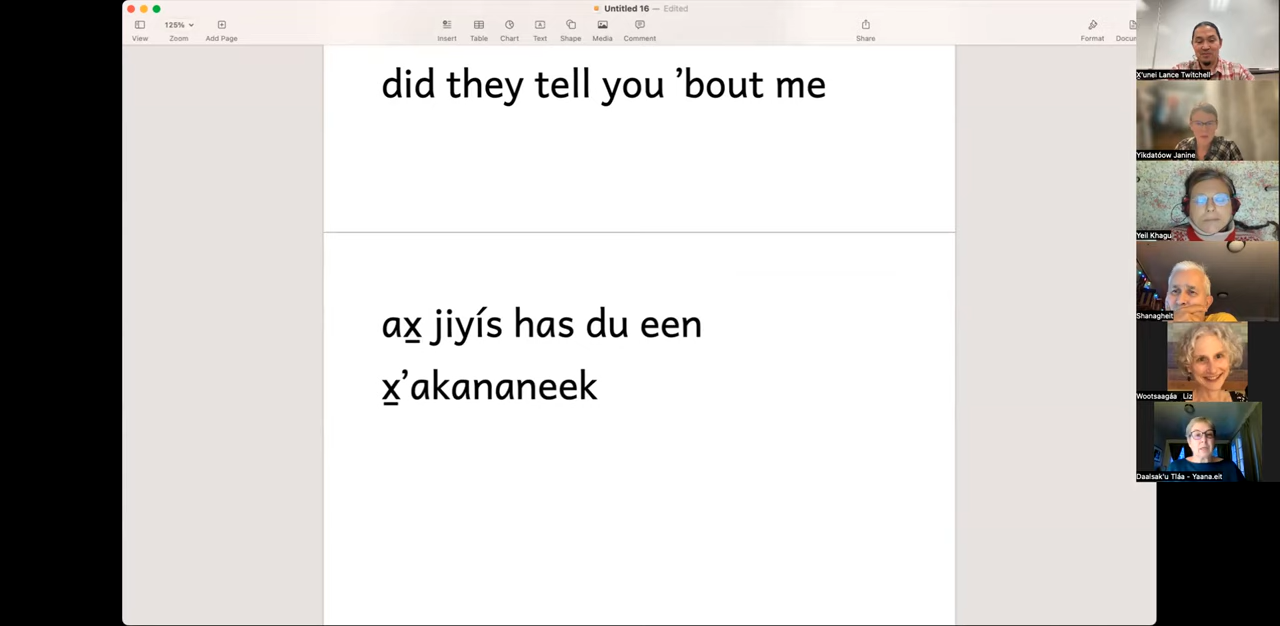 Untitled 16 — Edited
125%
View
Zoom
Add Page
Insert
Table
Chart
Text
Shape
Media
Comment
Share
Format
Docum
did they tell you ’bout me
ax̱ jiyís has du een
x̱’akananeek
X̱'unei Lance Twitchell
Yikdatóow Janine
Yeil Khagu
Shanagheit
Wootsaagáa Liz
Daalsak'u Tláa - Yaana.eit